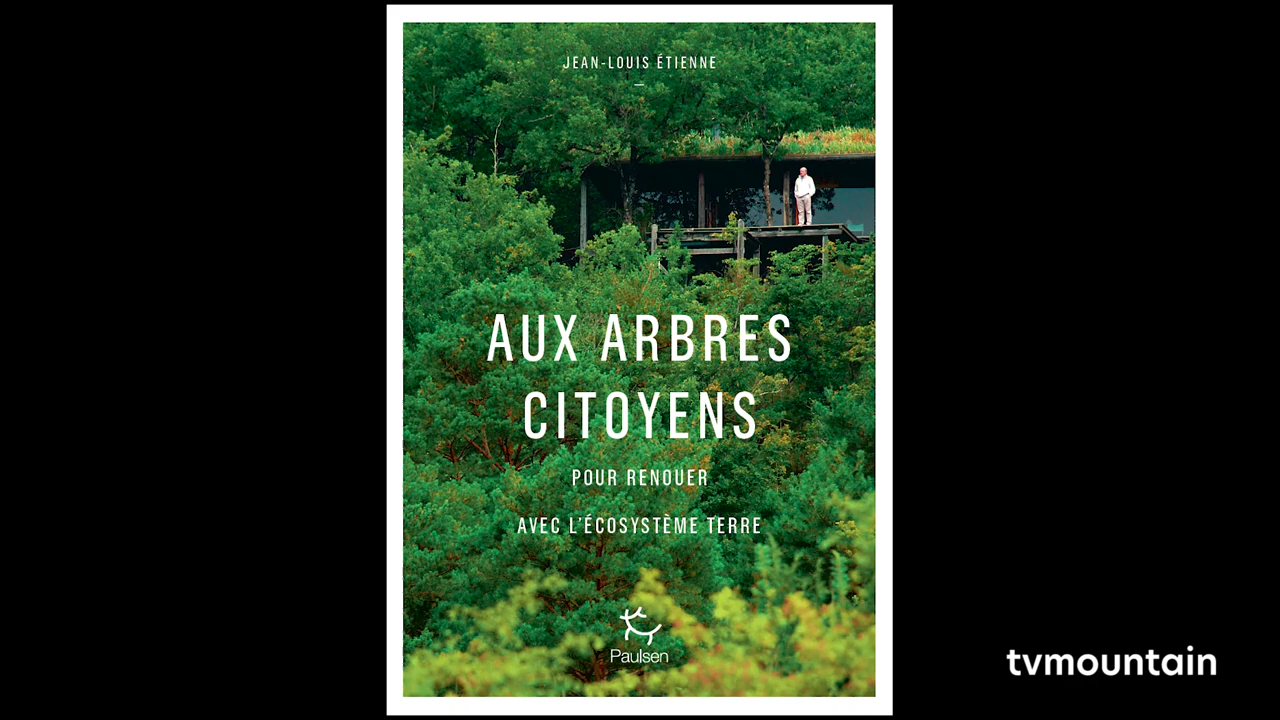 JEAN-LOUIS ÉTIENNE
—
AUX ARBRES
CITOYENS
POUR RENOUER
AVEC L'ÉCOSYSTÈME TERRE
Paulsen
tvmountain